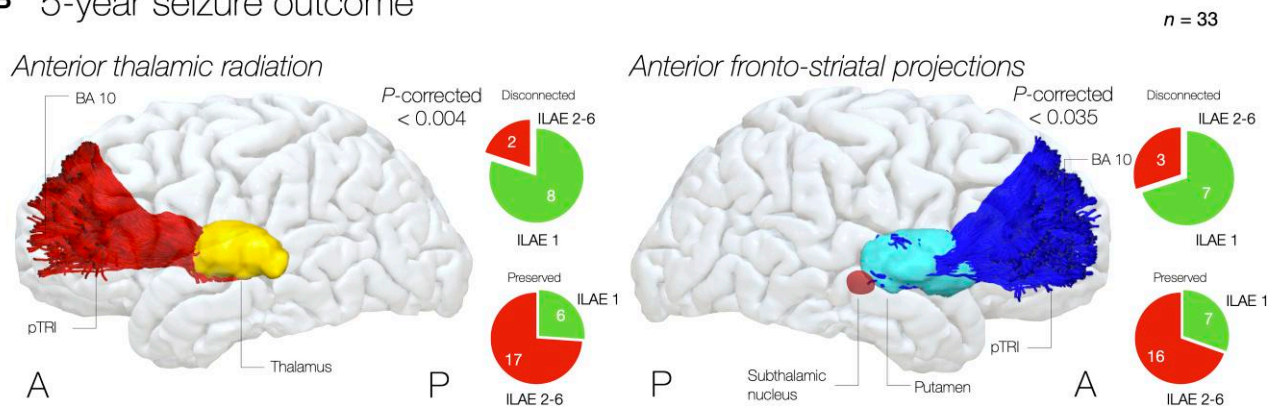 B 5-year seizure outcome
n = 33
Anterior thalamic radiation
BA 10
P-corrected
< 0.004
Disconnected
ILAE 2-6
2
8
ILAE 1
Preserved
ILAE 1
6
17
ILAE 2-6
pTRI
Thalamus
A
P
Anterior fronto-striatal projections
P-corrected
< 0.035
BA 10
Disconnected
ILAE 2-6
3
7
ILAE 1
Preserved
ILAE 1
7
16
ILAE 2-6
pTRI
Subthalamic
nucleus
Putamen
P
A